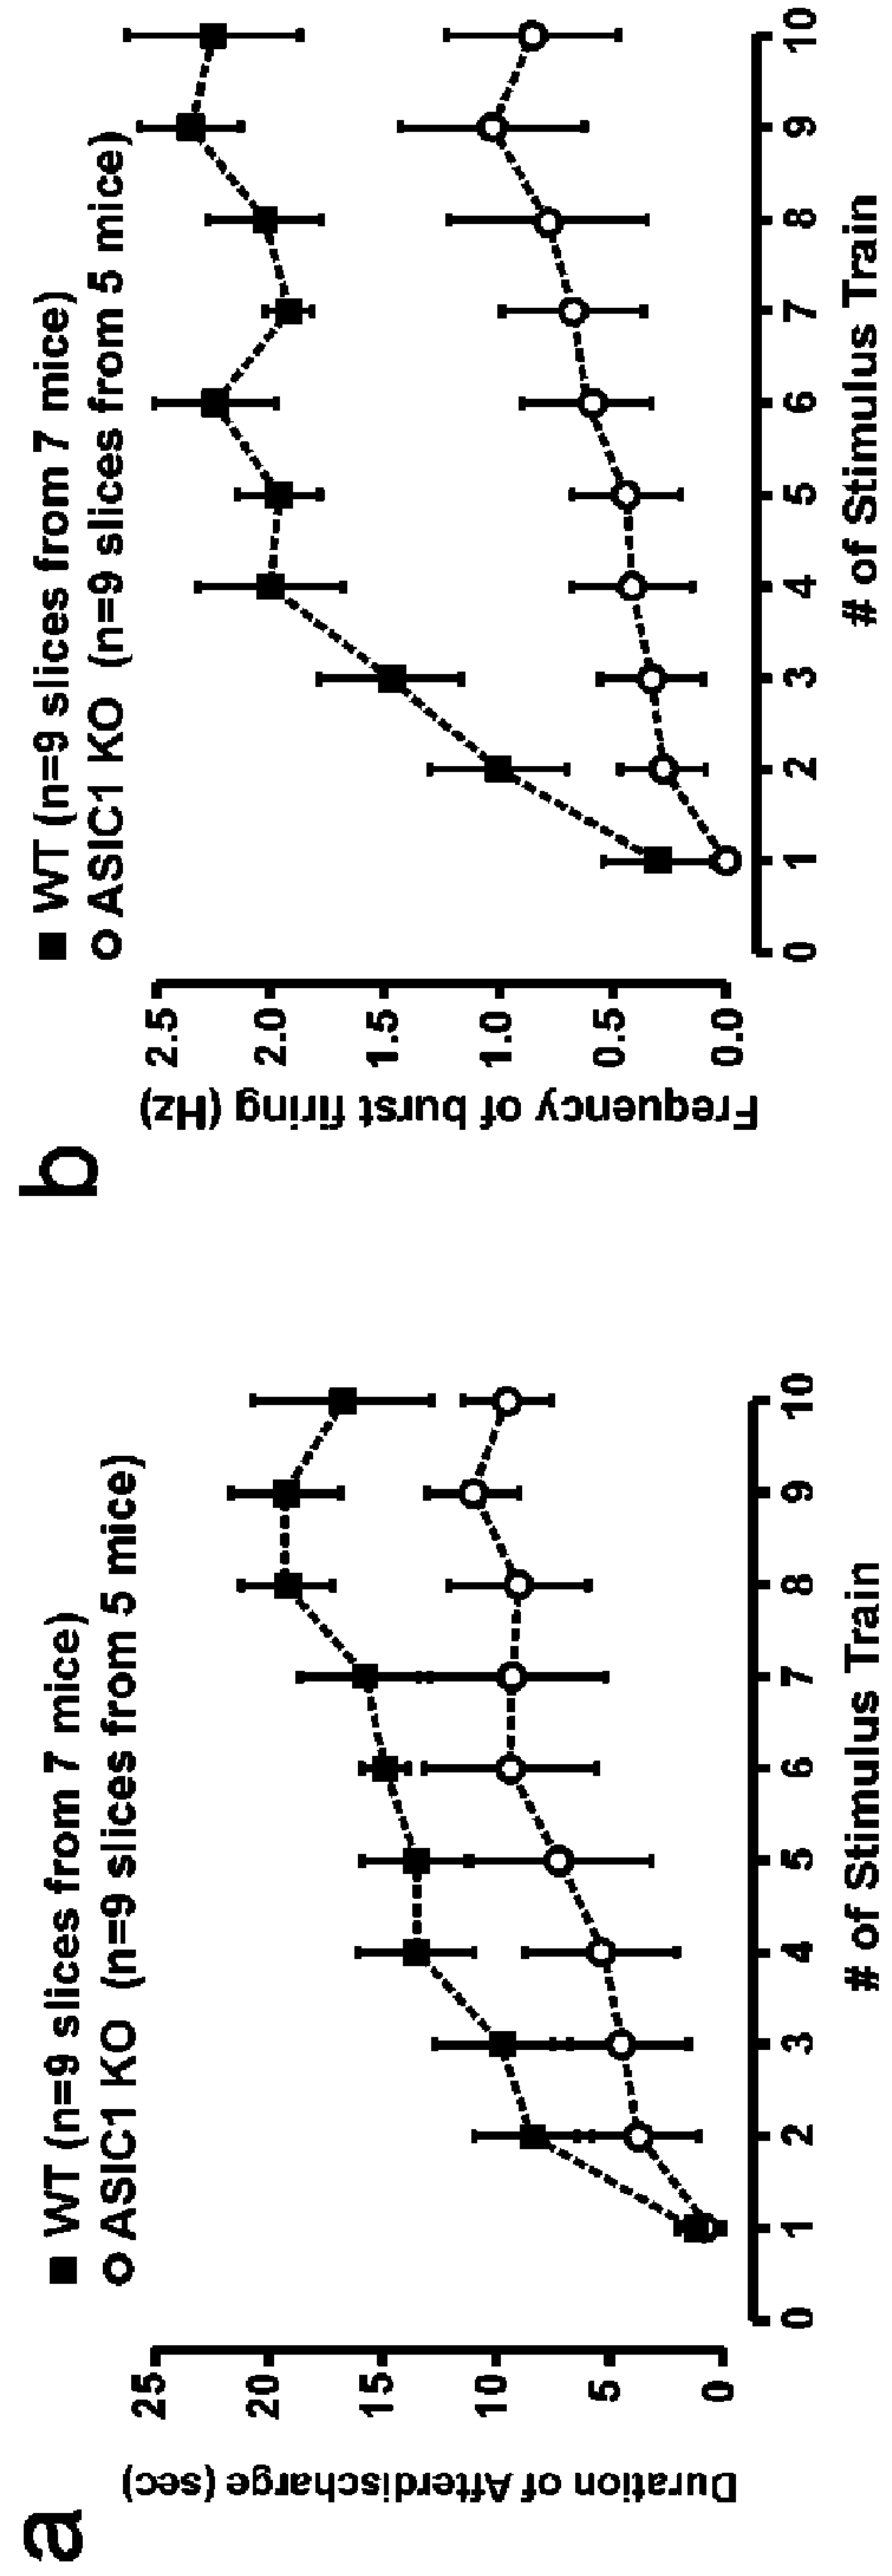 a
■ WT (n=9 slices from 7 mice)
○ ASIC1 KO (n=9 slices from 5 mice)
Duration of Afterdischarge (sec)
25
20
15
10
5
0
0 1 2 3 4 5 6 7 8 9 10
# of Stimulus Train
b
■ WT (n=9 slices from 7 mice)
○ ASIC1 KO (n=9 slices from 5 mice)
Frequency of burst firing (Hz)
2.5
2.0
1.5
1.0
0.5
0.0
0 1 2 3 4 5 6 7 8 9 10
# of Stimulus Train